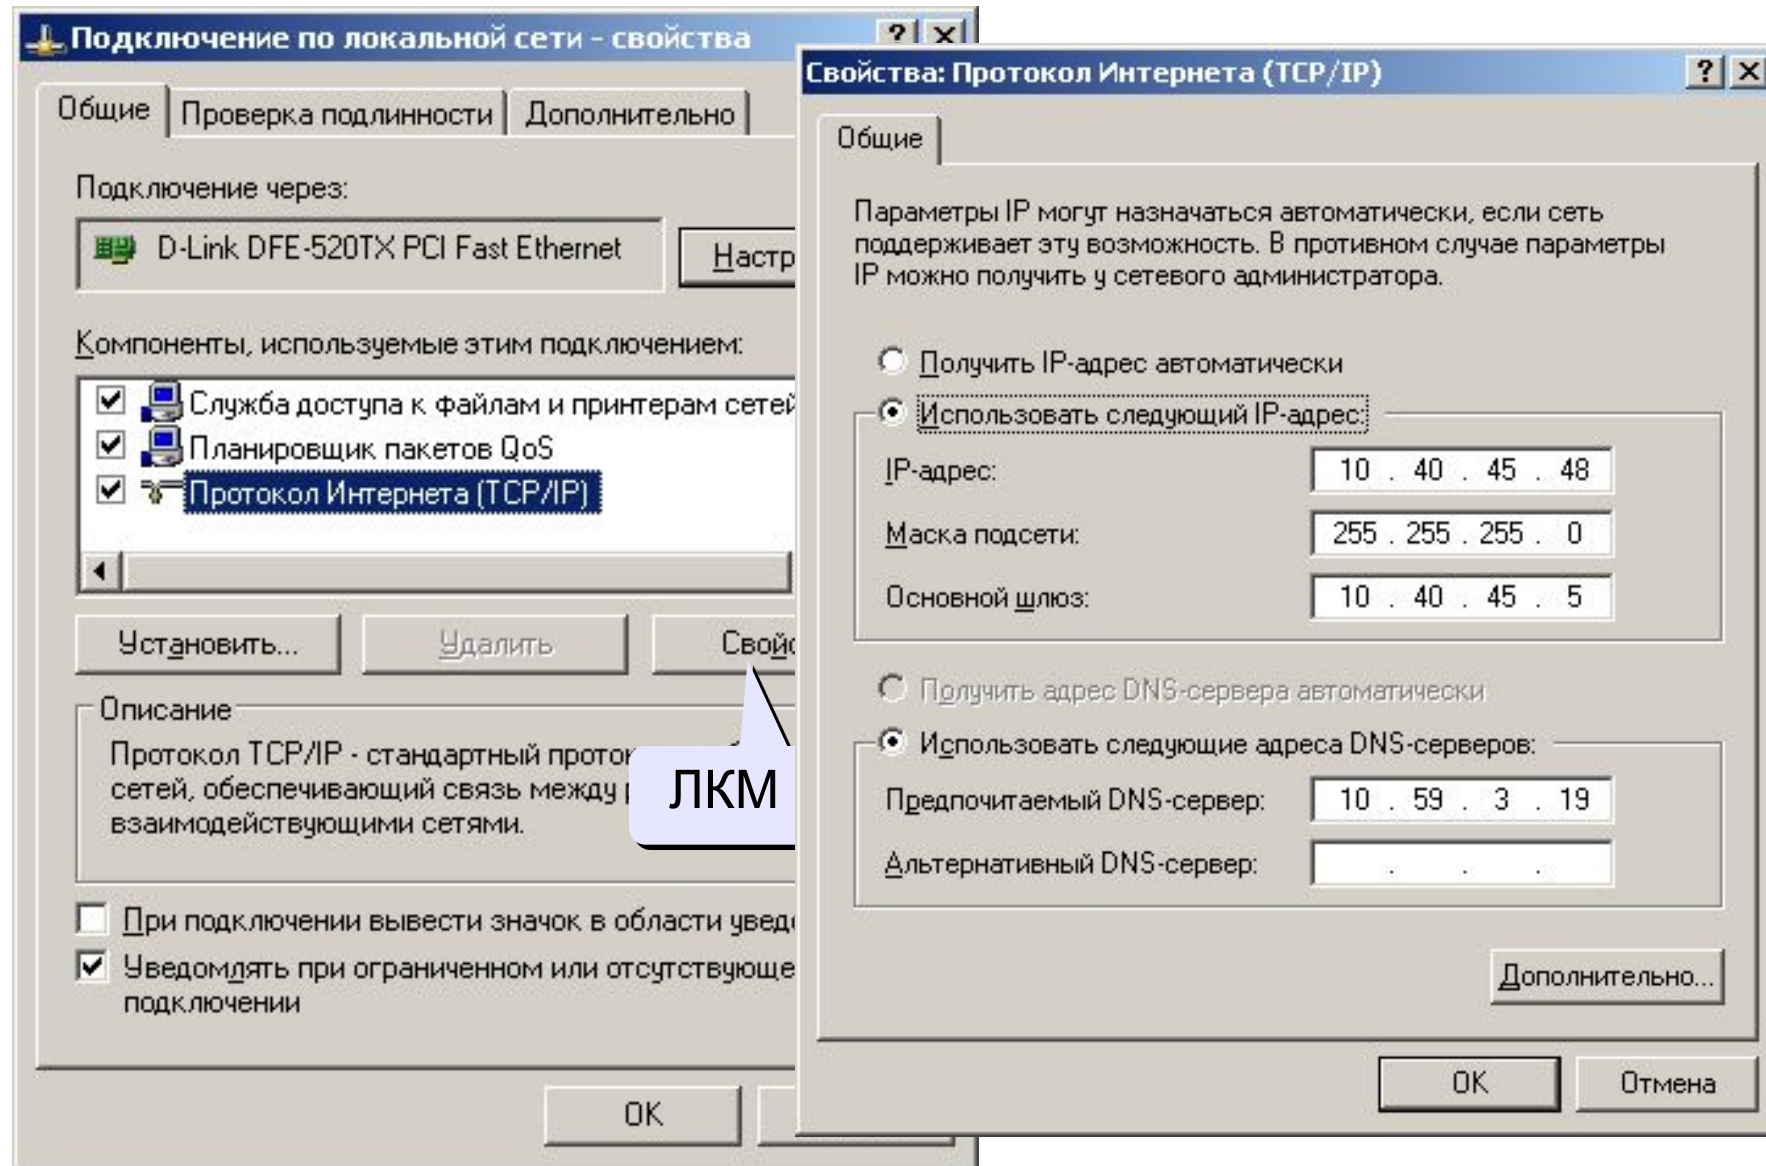 Подключение по локальной сети - свойства
Общие
Проверка подлинности
Дополнительно
Подключение через:
D-Link DFE-520TX PCI Fast Ethernet
Настр
Компоненты, используемые этим подключением:
Служба доступа к файлам и принтерам сетей
Планировщик пакетов QoS
Протокол Интернета (TCP/IP)
Установить...
Удалить
Свойс
Описание
Протокол TCP/IP - стандартный проток
сетей, обеспечивающий связь между
взаимодействующими сетями.
ЛКМ
При подключении вывести значок в области увед
Уведомлять при ограниченном или отсутствующе
подключении
OK
Свойства: Протокол Интернета (TCP/IP)
Общие
Параметры IP могут назначаться автоматически, если сеть
поддерживает эту возможность. В противном случае параметры
IP можно получить у сетевого администратора.
Получить IP-адрес автоматически
Использовать следующий IP-адрес:
IP-адрес: 10 . 40 . 45 . 48
Маска подсети: 255 . 255 . 255 . 0
Основной шлюз: 10 . 40 . 45 . 5
Получить адрес DNS-сервера автоматически
Использовать следующие адреса DNS-серверов:
Предпочитаемый DNS-сервер: 10 . 59 . 3 . 19
Альтернативный DNS-сервер: . . .
Дополнительно...
OK
Отмена